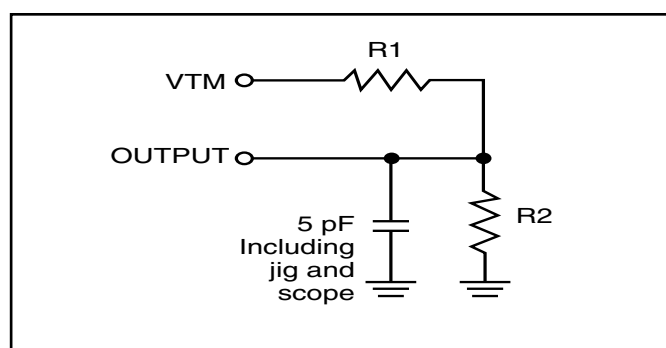 R1
VTM
OUTPUT
5 pF
Including
jig and
scope
R2